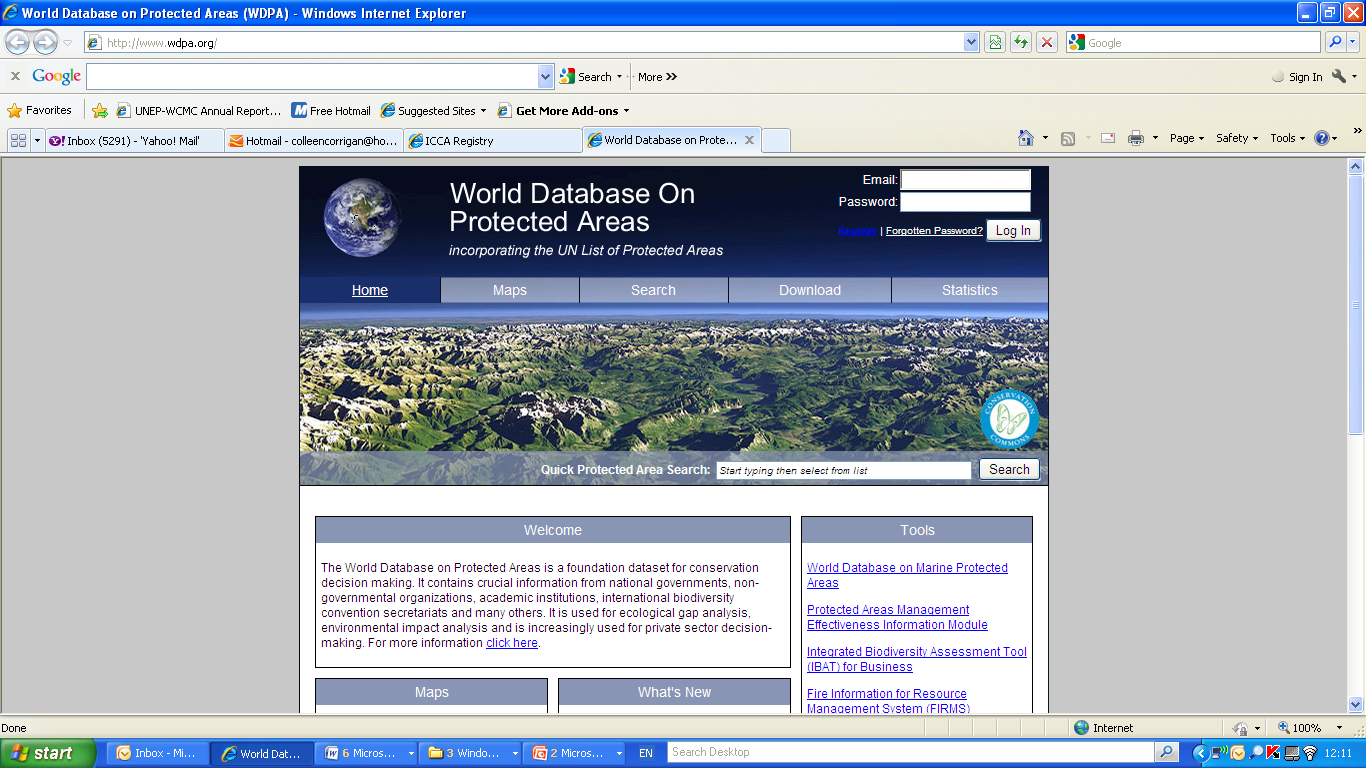 World Database on Protected Areas (WDPA) - Windows Internet Explorer
http://www.wdpa.org/
Google
Google
Search
More >>
Sign In
Favorites
UNEP-WCMC Annual Report...
Free Hotmail
Suggested Sites
Get More Add-ons
Inbox (5291) - 'Yahoo! Mail'
Hotmail - colleencorrigan@ho...
ICCA Registry
World Database on Prote...
Page
Safety
Tools
World Database On
Protected Areas
incorporating the UN List of Protected Areas
Email:
Password:
Register | Forgotten Password?
Log In
Home
Maps
Search
Download
Statistics
CONSERVATION
COMMONS
Quick Protected Area Search:
Start typing then select from list
Search
Welcome
The World Database on Protected Areas is a foundation dataset for conservation
decision making. It contains crucial information from national governments, non-
governmental organizations, academic institutions, international biodiversity
convention secretariats and many others. It is used for ecological gap analysis,
environmental impact analysis and is increasingly used for private sector decision-
making. For more information click here.
Tools
World Database on Marine Protected
Areas
Protected Areas Management
Effectiveness Information Module
Integrated Biodiversity Assessment Tool
(IBAT) for Business
Fire Information for Resource
Management System (FIRMS)
Maps
What's New
Done
Internet
100%
start
Inbox - Mi...
World Dat...
6 Micros...
3 Windo...
2 Micros...
EN
Search Desktop
12:11